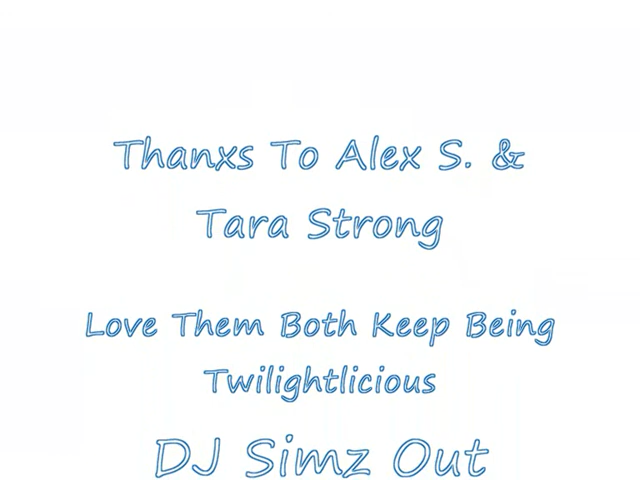 Thanxs To Alex S. &
Tara Strong
Love Them Both Keep Being
Twilightlicious
DJ Simz Out